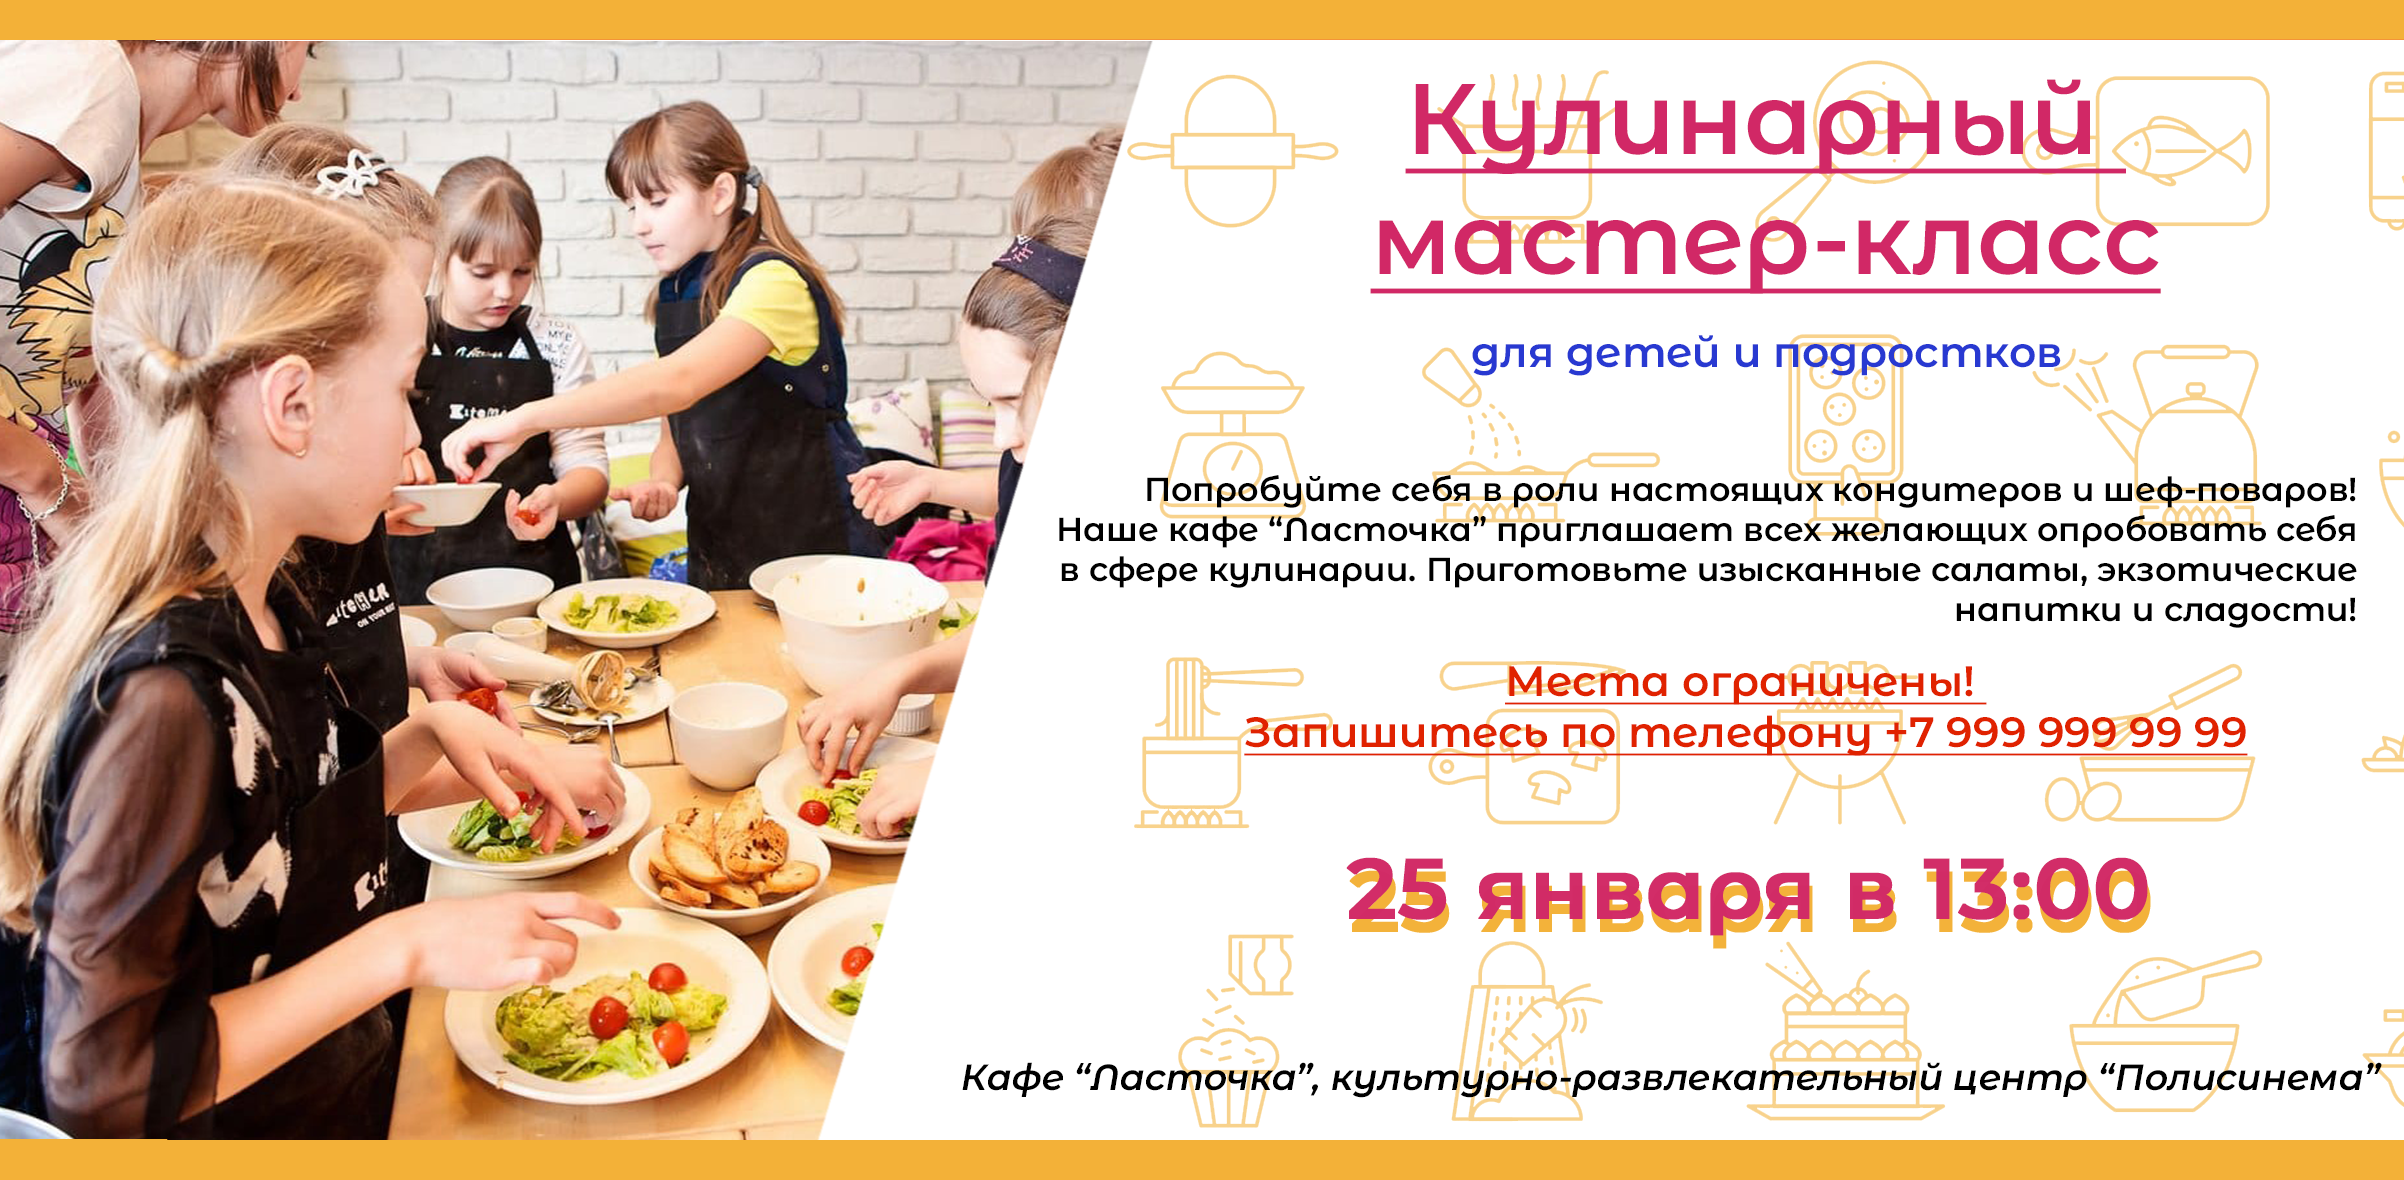 Кулинарный
мастер-класс
для детей и подростков
Попробуйте себя в роли настоящих кондитеров и шеф-поваров!
Наше кафе “Ласточка” приглашает всех желающих опробовать себя
в сфере кулинарии. Приготовьте изысканные салаты, экзотические
напитки и сладости!
Места ограничены!
Запишитесь по телефону +7 999 999 99 99
25 января в 13:00
Кафе “Ласточка”, культурно-развлекательный центр “Полисинема”